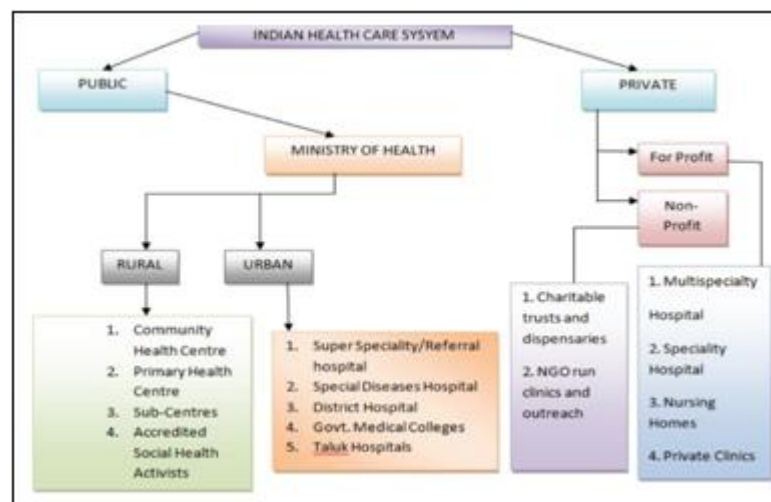 INDIAN HEALTH CARE SYSYEM
PUBLIC
PRIVATE
MINISTRY OF HEALTH
For Profit
Non-
Profit
RURAL
URBAN
1. Community
Health Centre
2. Primary Health
Centre
3. Sub-Centres
4. Accredited
Social Health
Activists
1. Super Speciality/Referral
hospital
2. Special Diseases Hospital
3. District Hospital
4. Govt. Medical Colleges
5. Taluk Hospitals
1. Charitable
trusts and
dispensaries
2. NGO run
clinics and
outreach
1. Multispecialty
Hospital
2. Speciality
Hospital
3. Nursing
Homes
4. Private Clinics